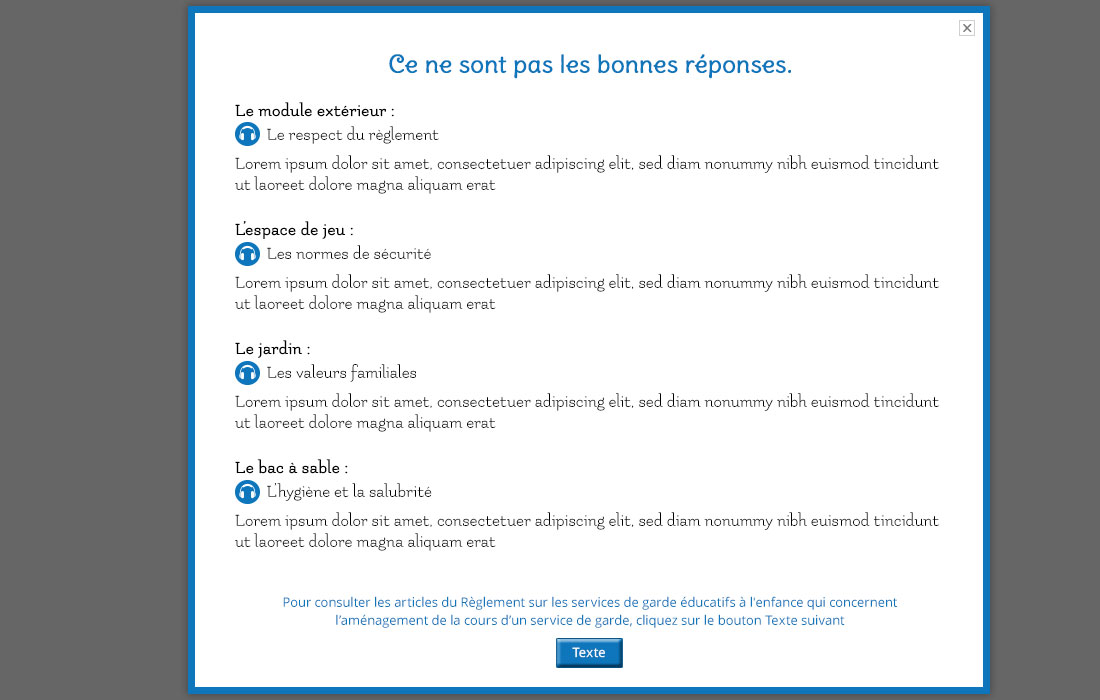 Ce ne sont pas les bonnes réponses.
Le module extérieur :
Le respect du règlement
Lorem ipsum dolor sit amet, consectetuer adipiscing elit, sed diam nonummy nibh euismod tincidunt
ut laoreet dolore magna aliquam erat
L'espace de jeu :
Les normes de sécurité
Lorem ipsum dolor sit amet, consectetuer adipiscing elit, sed diam nonummy nibh euismod tincidunt
ut laoreet dolore magna aliquam erat
Le jardin :
Les valeurs familiales
Lorem ipsum dolor sit amet, consectetuer adipiscing elit, sed diam nonummy nibh euismod tincidunt
ut laoreet dolore magna aliquam erat
Le bac à sable :
L'hygiène et la salubrité
Lorem ipsum dolor sit amet, consectetuer adipiscing elit, sed diam nonummy nibh euismod tincidunt
ut laoreet dolore magna aliquam erat
Pour consulter les articles du Règlement sur les services de garde éducatifs à l'enfance qui concernent
l'aménagement de la cours d'un service de garde, cliquez sur le bouton Texte suivant
Texte